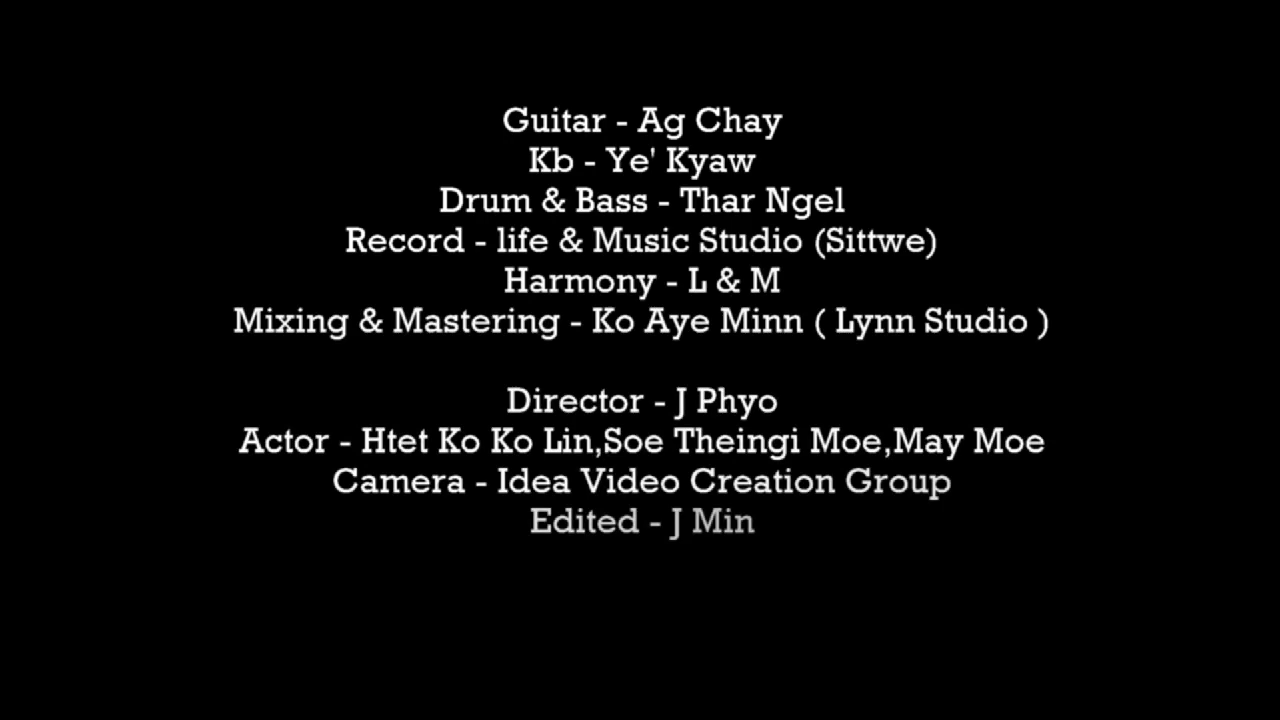 Guitar - Ag Chay
Kb - Ye' Kyaw
Drum & Bass - Thar Ngel
Record - life & Music Studio (Sittwe)
Harmony - L & M
Mixing & Mastering - Ko Aye Minn ( Lynn Studio )
Director - J Phyo
Actor - Htet Ko Ko Lin,Soe Theingi Moe,May Moe
Camera - Idea Video Creation Group
Edited - J Min